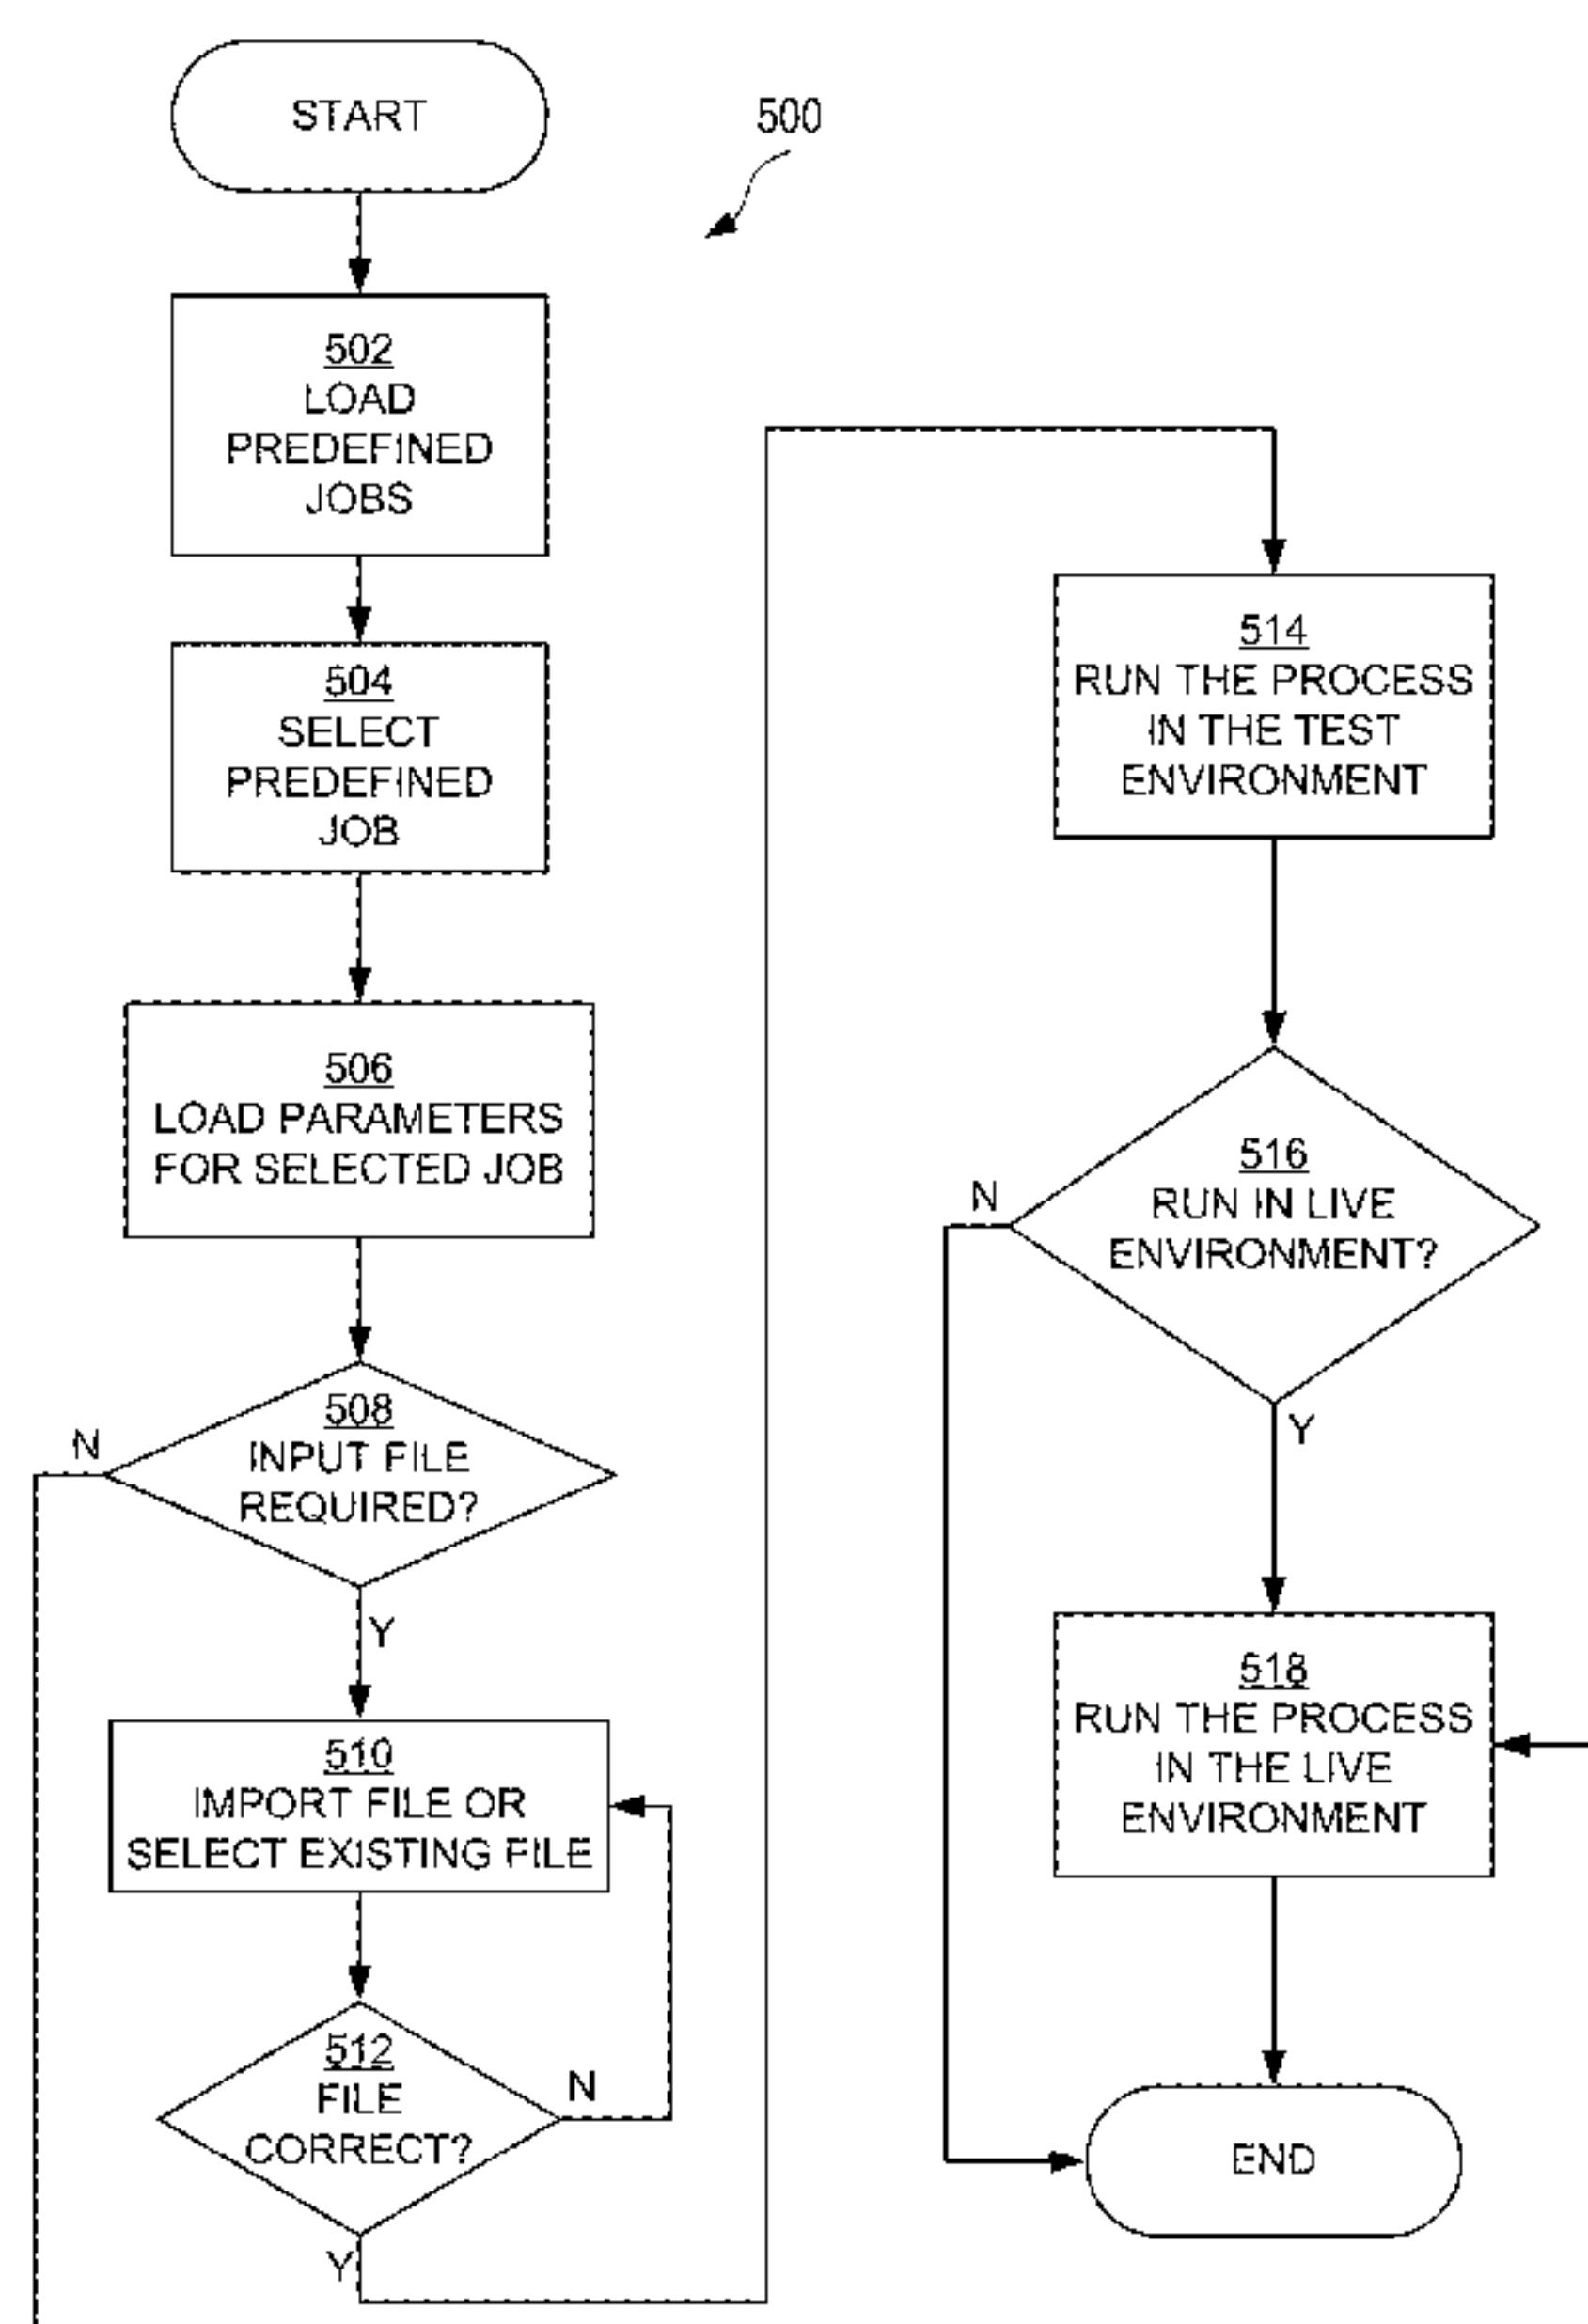 START
500
502
LOAD
PREDEFINED
JOBS
504
SELECT
PREDEFINED
JOB
506
LOAD PARAMETERS
FOR SELECTED JOB
508
INPUT FILE
REQUIRED?
N
Y
510
IMPORT FILE OR
SELECT EXISTING FILE
512
FILE
CORRECT?
N
Y
514
RUN THE PROCESS
IN THE TEST
ENVIRONMENT
516
RUN IN LIVE
ENVIRONMENT?
N
Y
518
RUN THE PROCESS
IN THE LIVE
ENVIRONMENT
END